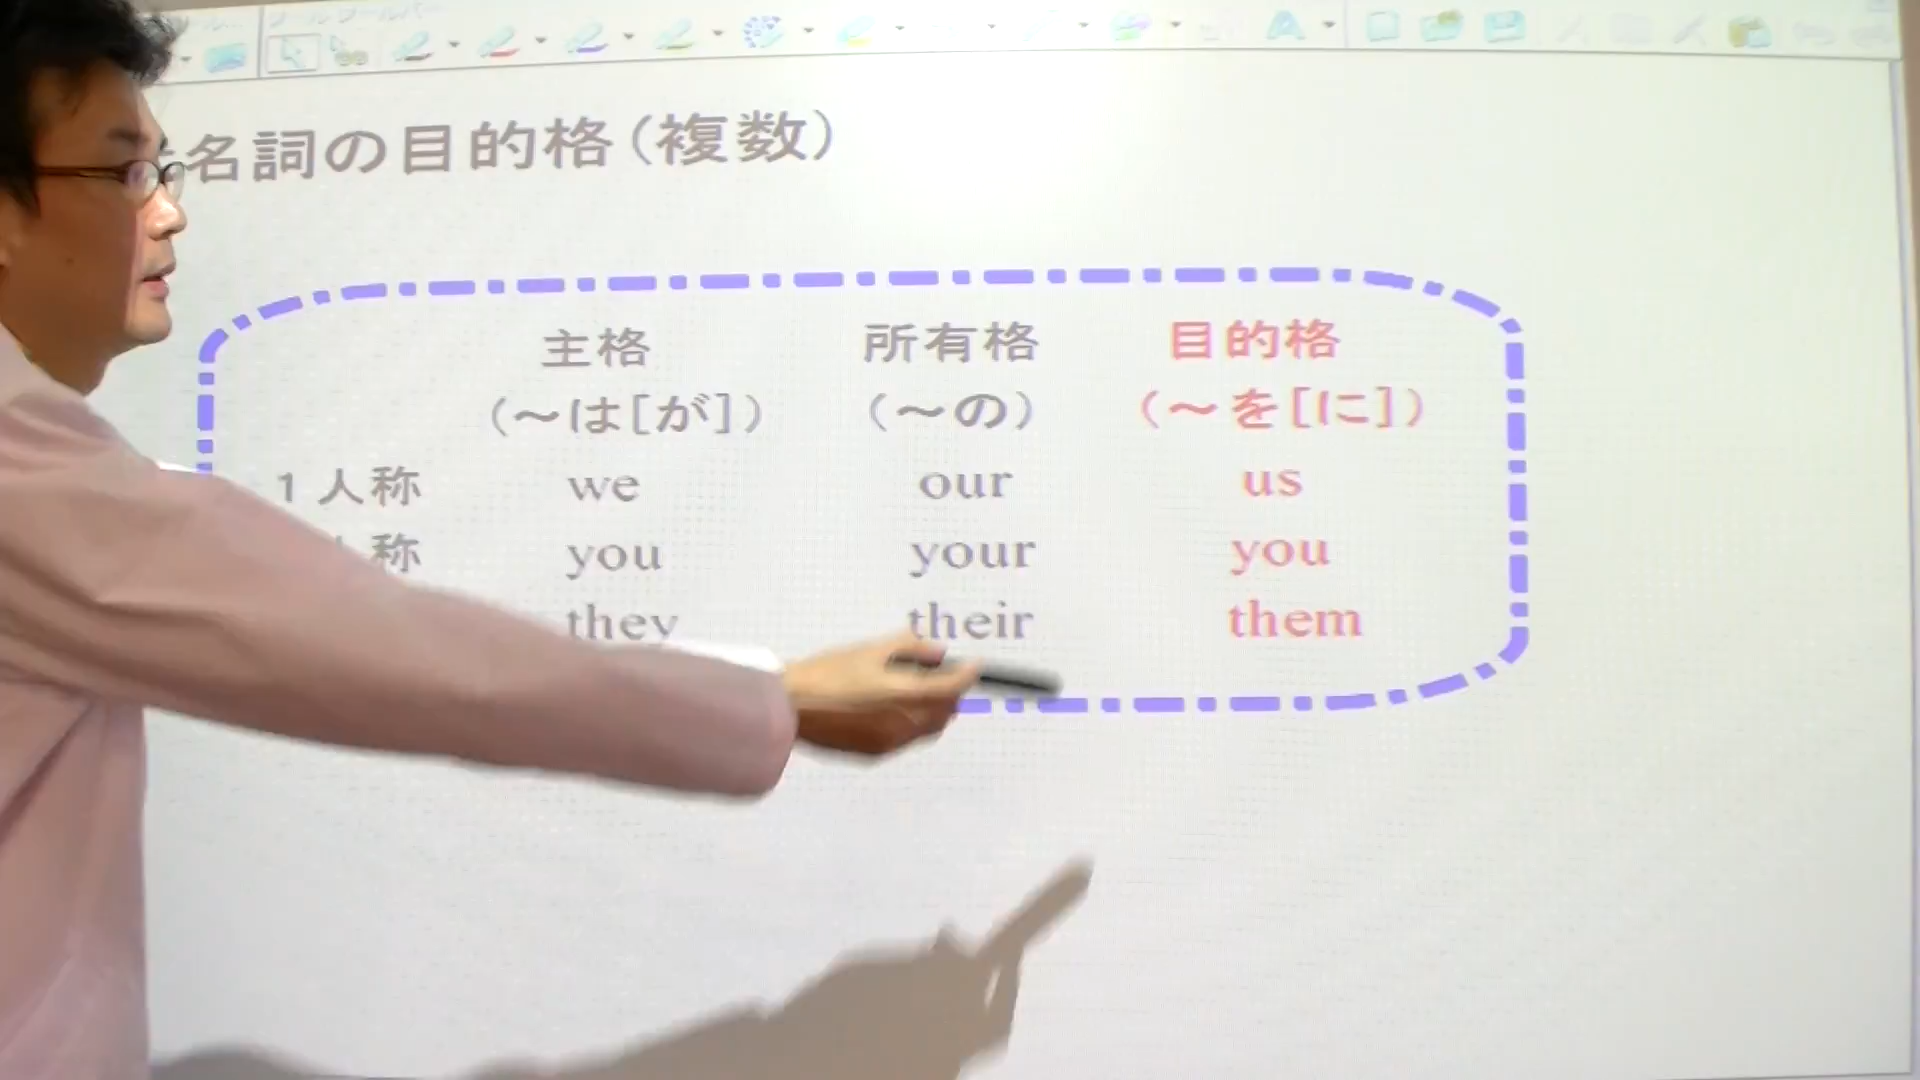 名詞の目的格(複数)
主格 所有格 目的格
(～は[が]) (～の) (～を[に])
1人称 we our us
称 you your you
they their them